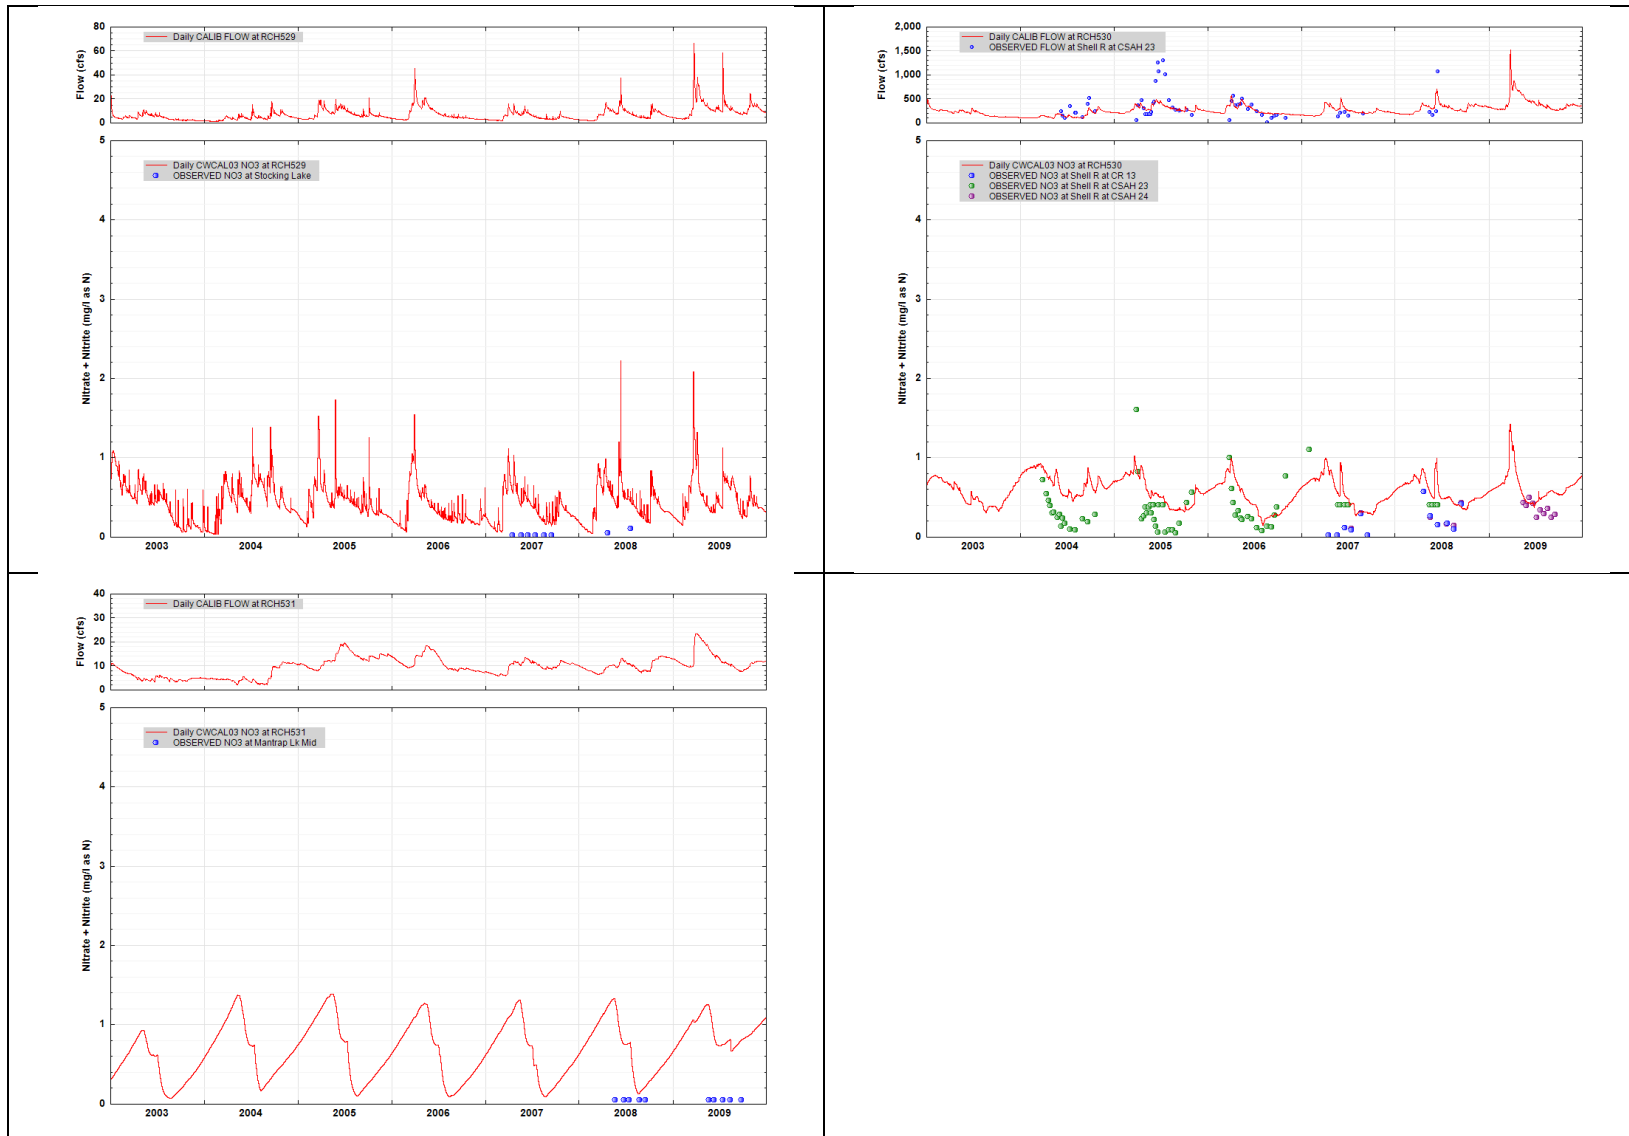 80
60
40
20
0
Flow (cfs)
Daily CALIB FLOW at RCH529
5
4
3
2
1
0
Nitrate + Nitrite (mg/l as N)
Daily CWCAL03 NO3 at RCH529
OBSERVED NO3 at Stocking Lake
2003 2004 2005 2006 2007 2008 2009
2,000
1,500
1,000
500
0
Flow (cfs)
Daily CALIB FLOW at RCH530
OBSERVED FLOW at Shell R at CSAH 23
5
4
3
2
1
0
Nitrate + Nitrite (mg/l as N)
Daily CWCAL03 NO3 at RCH530
OBSERVED NO3 at Shell R at CR 13
OBSERVED NO3 at Shell R at CSAH 23
OBSERVED NO3 at Shell R at CSAH 24
2003 2004 2005 2006 2007 2008 2009
40
30
20
10
0
Flow (cfs)
Daily CALIB FLOW at RCH531
5
4
3
2
1
0
Nitrate + Nitrite (mg/l as N)
Daily CWCAL03 NO3 at RCH531
OBSERVED NO3 at Mantrap Lk Mid
2003 2004 2005 2006 2007 2008 2009